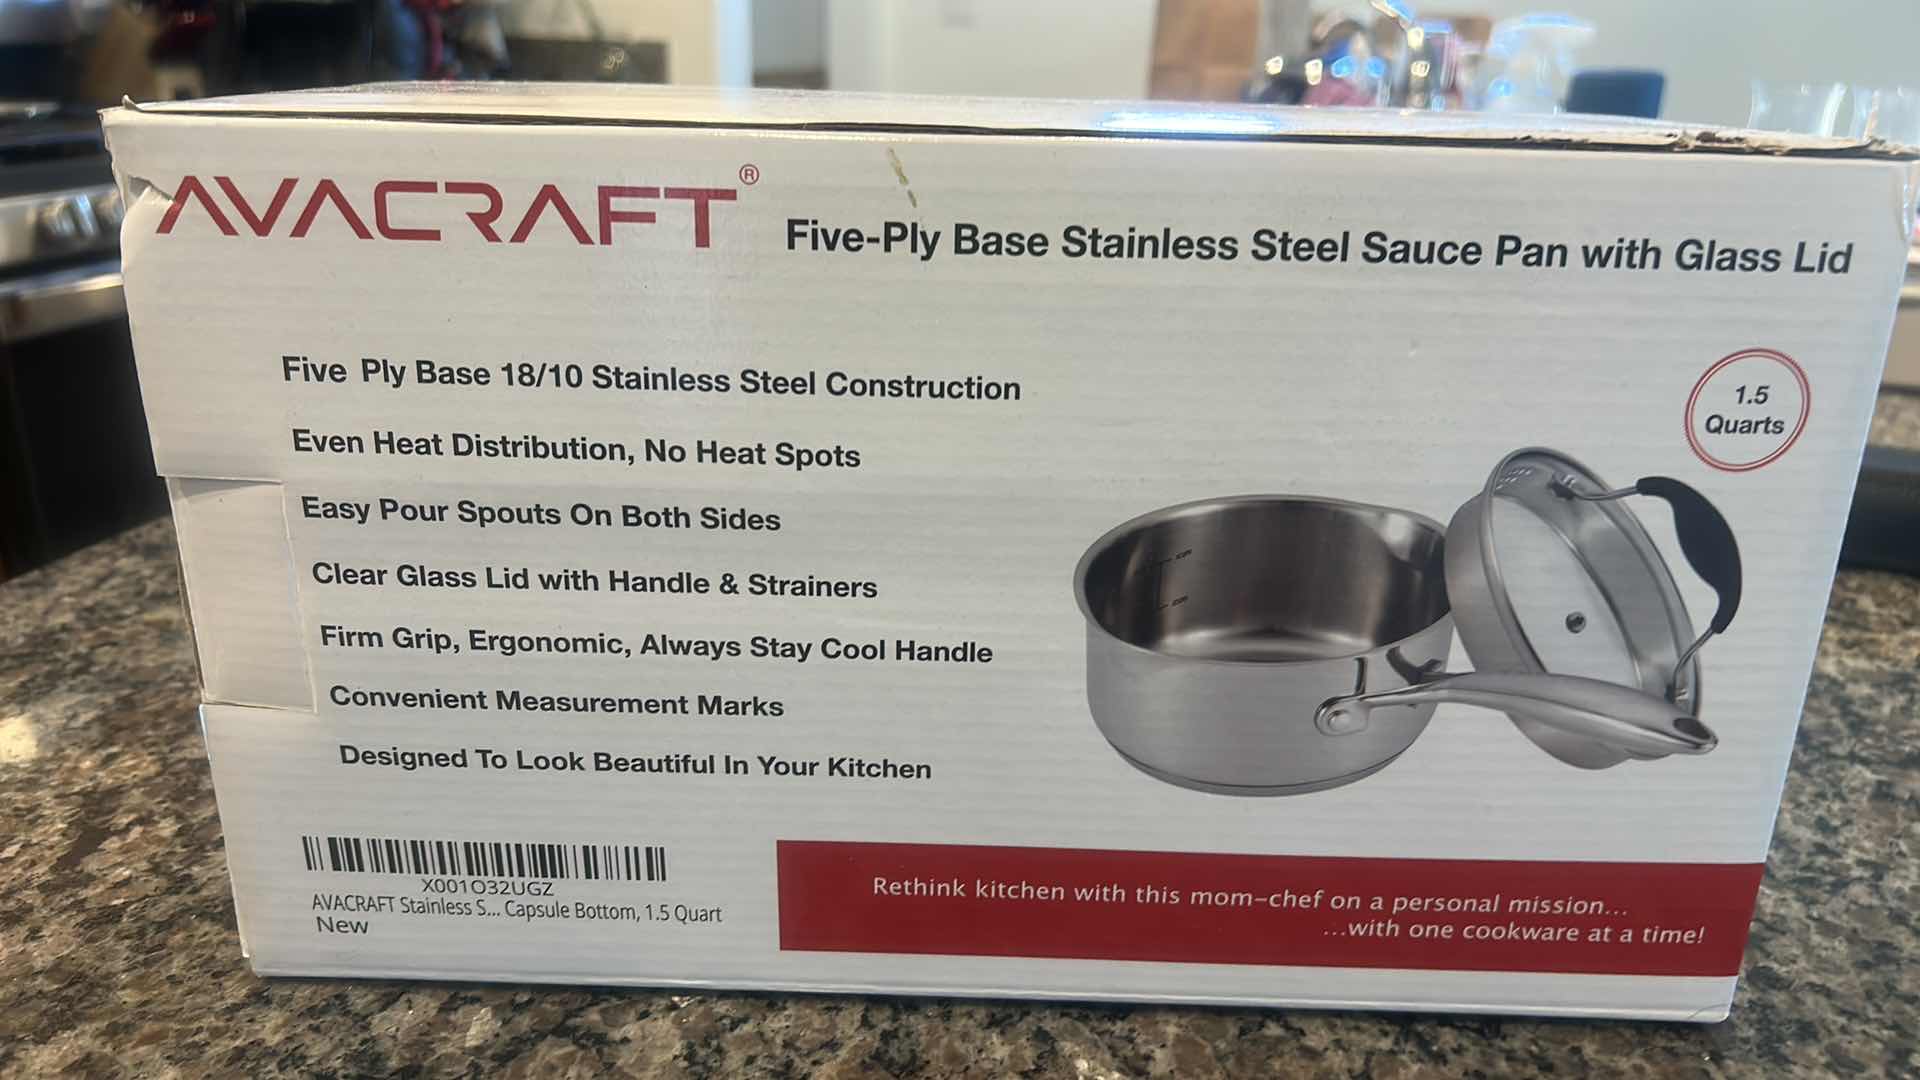 AVACRAFT®
Five-Ply Base Stainless Steel Sauce Pan with Glass Lid
Five Ply Base 18/10 Stainless Steel Construction
Even Heat Distribution, No Heat Spots
Easy Pour Spouts On Both Sides
Clear Glass Lid with Handle & Strainers
Firm Grip, Ergonomic, Always Stay Cool Handle
Convenient Measurement Marks
Designed To Look Beautiful In Your Kitchen
1.5
Quarts
X001O32UGZ
AVACRAFT Stainless S... Capsule Bottom, 1.5 Quart
New
Rethink kitchen with this mom-chef on a personal mission...
...with one cookware at a time!